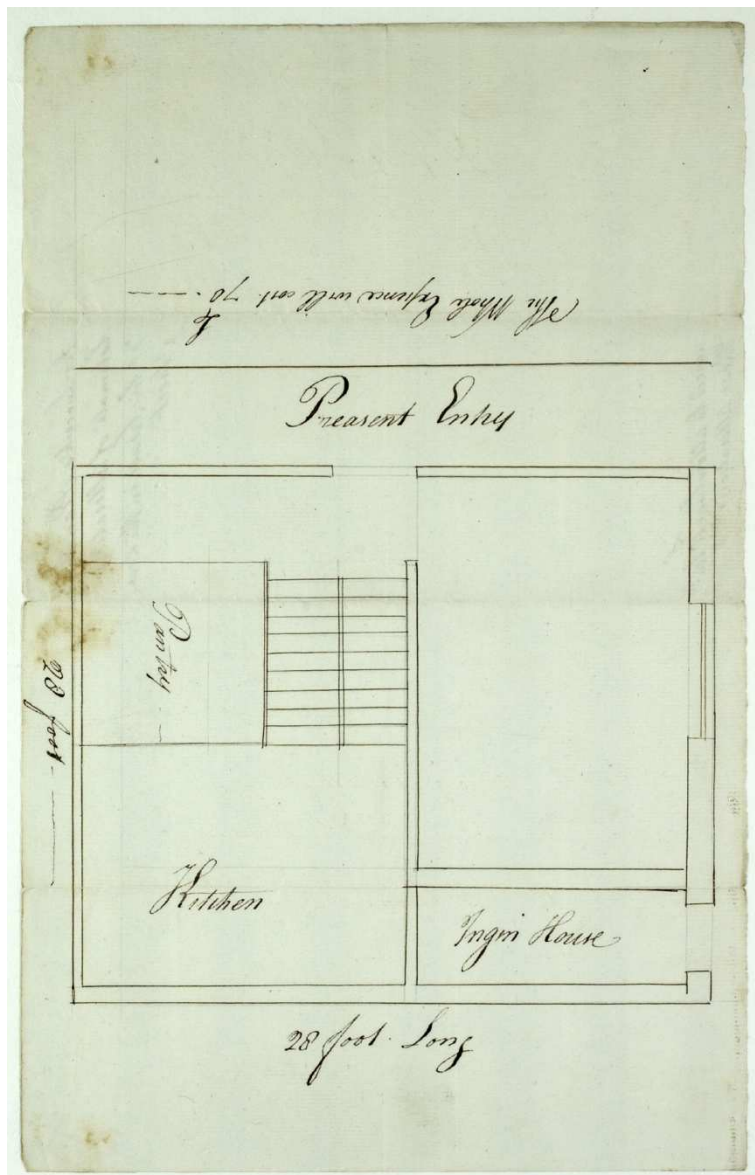 The Whole Expence will cost £70
Preasent Entry
Pantry
28 foot
Kitchen
Ingin House
28 foot Long